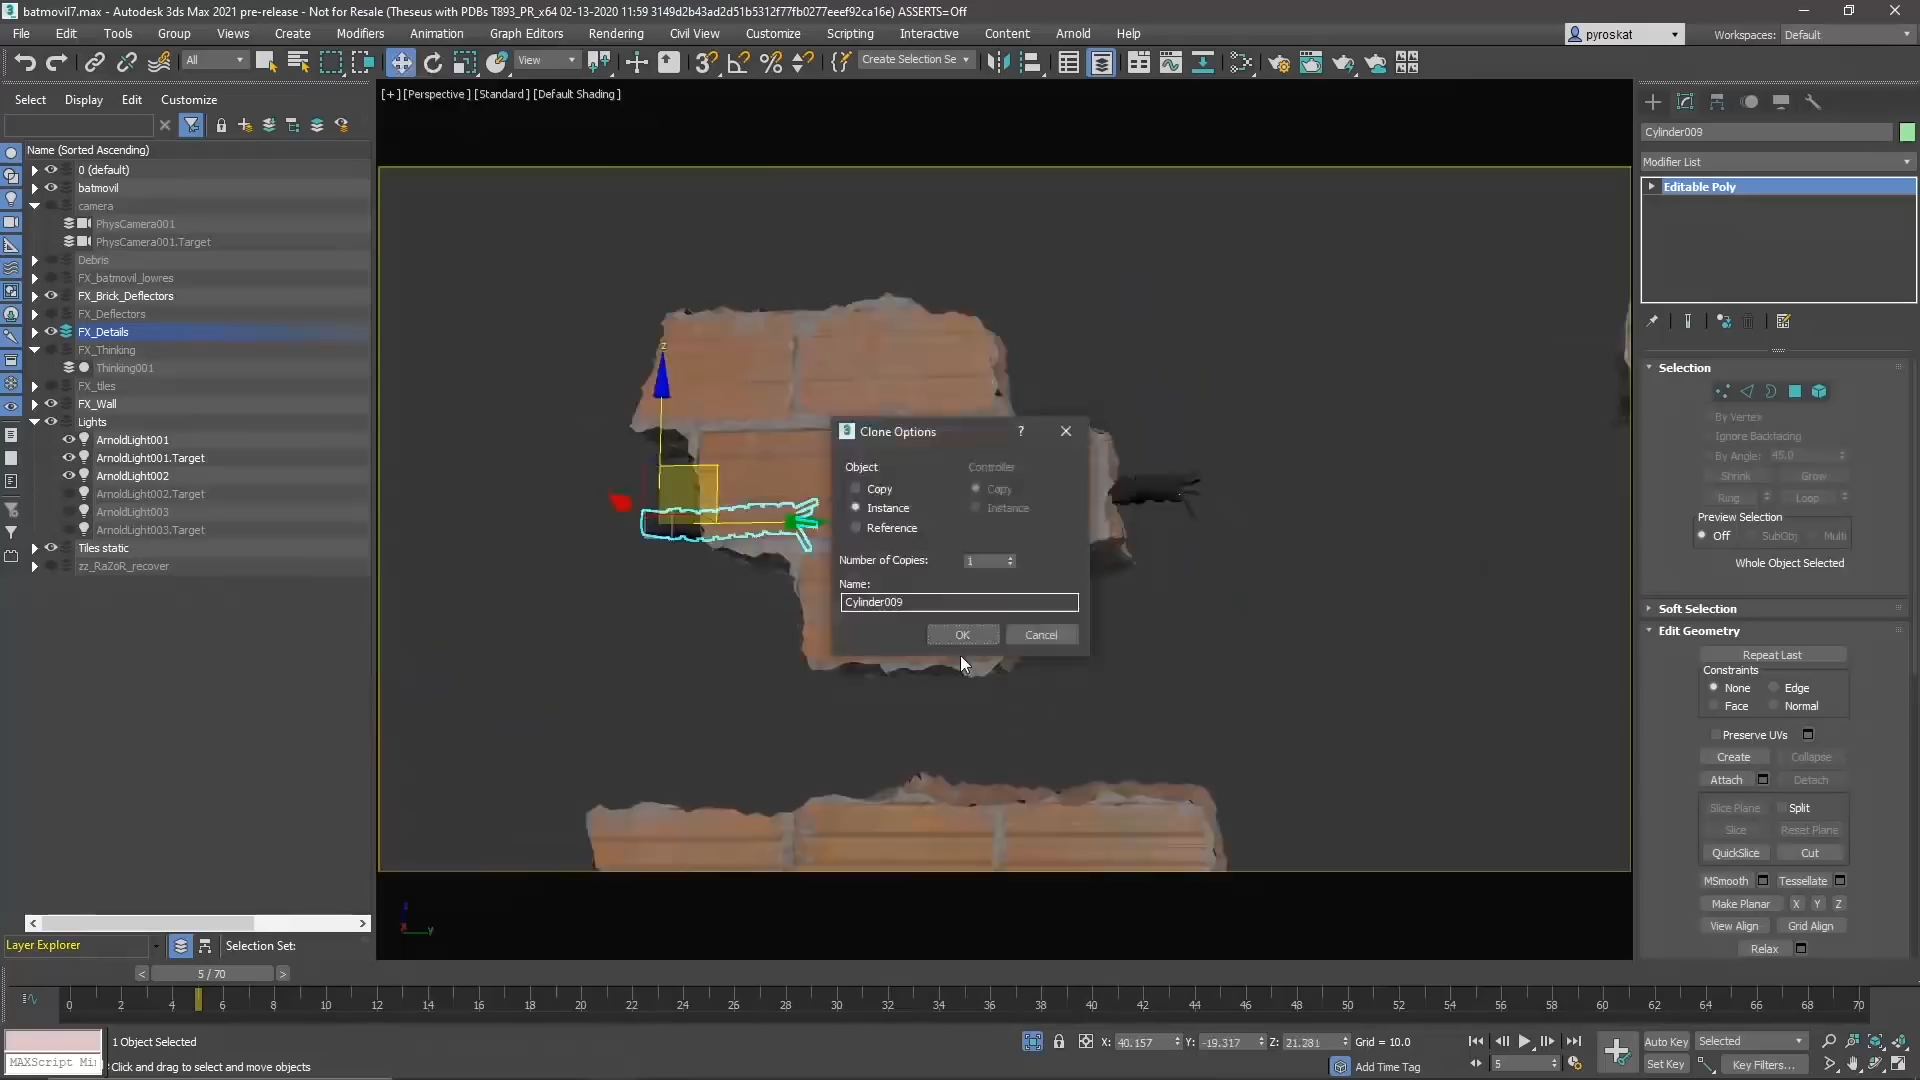 batmovil7.max - Autodesk 3ds Max 2021 pre-release - Not for Resale (Theseus with PDBs T893_PR_x64 02-13-2020 11:59 3149d2b43ad2d51b5312f77fb0277eeef92ca16e) ASSERTS=Off
File Edit Tools Group Views Create Modifiers Animation Graph Editors Rendering Civil View Customize Scripting Interactive Content Arnold Help pyroskat Workspaces: Default
All View Create Selection Se
Select Display Edit Customize
[+] [Perspective] [Standard] [Default Shading]
Name (Sorted Ascending)
0 (default)
batmovil
camera
PhysCamera001
PhysCamera001.Target
Debris
FX_batmovil_lowres
FX_Brick_Deflectors
FX_Deflectors
FX_Details
FX_Thinking
Thinking001
FX_tiles
FX_Wall
Lights
ArnoldLight001
ArnoldLight001.Target
ArnoldLight002
ArnoldLight002.Target
ArnoldLight003
ArnoldLight003.Target
Tiles static
zz_RaZoR_recover
z
Clone Options ?
Object Controller
Copy Copy
Instance Instance
Reference
Number of Copies: 1
Name:
Cylinder009
OK Cancel
y
Cylinder009
Modifier List
Editable Poly
Selection
By Vertex
Ignore Backfacing
By Angle: 45.0
Shrink Grow
Ring Loop
Preview Selection
Off SubObj Multi
Whole Object Selected
Soft Selection
Edit Geometry
Repeat Last
Constraints
None Edge
Face Normal
Preserve UVs
Create Collapse
Attach Detach
Slice Plane Split
Slice Reset Plane
QuickSlice Cut
MSmooth Tessellate
Make Planar X Y Z
View Align Grid Align
Relax
Layer Explorer Selection Set:
< 5 / 70 >
0 2 4 6 8 10 12 14 16 18 20 22 24 26 28 30 32 34 36 38 40 42 44 46 48 50 52 54 56 58 60 62 64 66 68 70
1 Object Selected X: 40.157 Y: -19.317 Z: 21.281 Grid = 10.0 Auto Key Selected
MAXScript Mi Click and drag to select and move objects Add Time Tag 5 Set Key Key Filters...